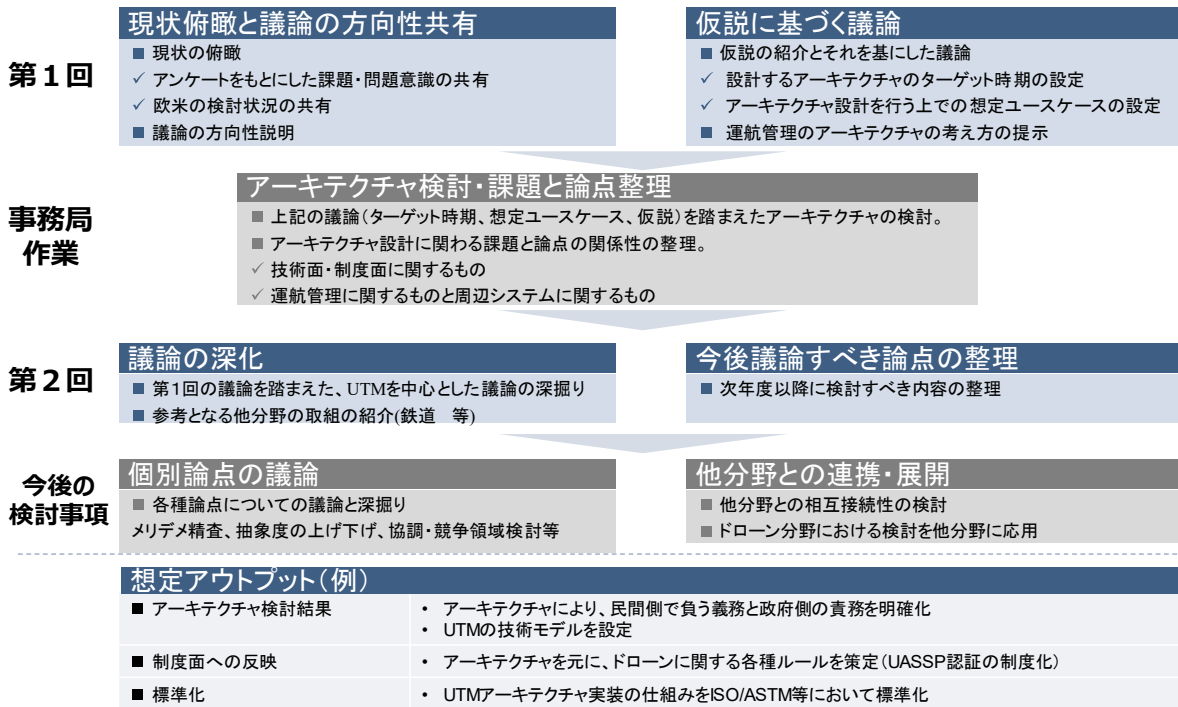 第１回
現状俯瞰と議論の方向性共有
■ 現状の俯瞰
✓ アンケートをもとにした課題・問題意識の共有
✓ 欧米の検討状況の共有
■ 議論の方向性説明
仮説に基づく議論
■ 仮説の紹介とそれを基にした議論
✓ 設計するアーキテクチャのターゲット時期の設定
✓ アーキテクチャ設計を行う上での想定ユースケースの設定
■ 運航管理のアーキテクチャの考え方の提示
事務局
作業
アーキテクチャ検討・課題と論点整理
■ 上記の議論（ターゲット時期、想定ユースケース、仮説）を踏まえたアーキテクチャの検討。
■ アーキテクチャ設計に関わる課題と論点の関係性の整理。
✓ 技術面・制度面に関するもの
✓ 運航管理に関するものと周辺システムに関するもの
第２回
議論の深化
■ 第1回の議論を踏まえた、UTMを中心とした議論の深掘り
■ 参考となる他分野の取組の紹介(鉄道　等)
今後議論すべき論点の整理
■ 次年度以降に検討すべき内容の整理
今後の
検討事項
個別論点の議論
■ 各種論点についての議論と深掘り
メリデメ精査、抽象度の上げ下げ、協調・競争領域検討等
他分野との連携・展開
■ 他分野との相互接続性の検討
■ ドローン分野における検討を他分野に応用
想定アウトプット（例）
■ アーキテクチャ検討結果
• アーキテクチャにより、民間側で負う義務と政府側の責務を明確化
• UTMの技術モデルを設定
■ 制度面への反映
• アーキテクチャを元に、ドローンに関する各種ルールを策定（UASSP認証の制度化）
■ 標準化
• UTMアーキテクチャ実装の仕組みをISO/ASTM等において標準化